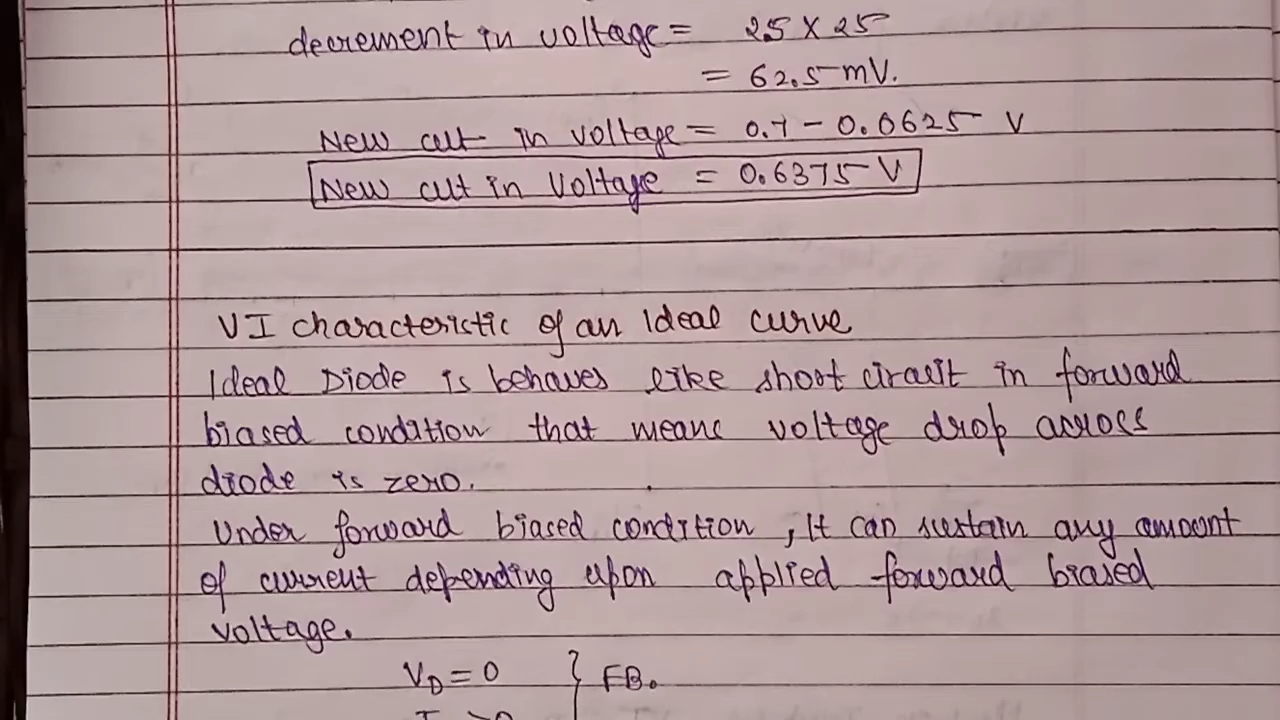 decrement in voltage = 25 X 25
= 62.5 mV.
New cut in voltage = 0.7 - 0.0625 V
New cut in Voltage = 0.6375 V
VI characteristic of an Ideal curve
Ideal Diode is behaves like short circuit in forward
biased condition that means voltage drop across
diode is zero.
Under forward biased condition, It can sustain any amount
of current depending upon applied forward biased
voltage.
V_D = 0 } FB.